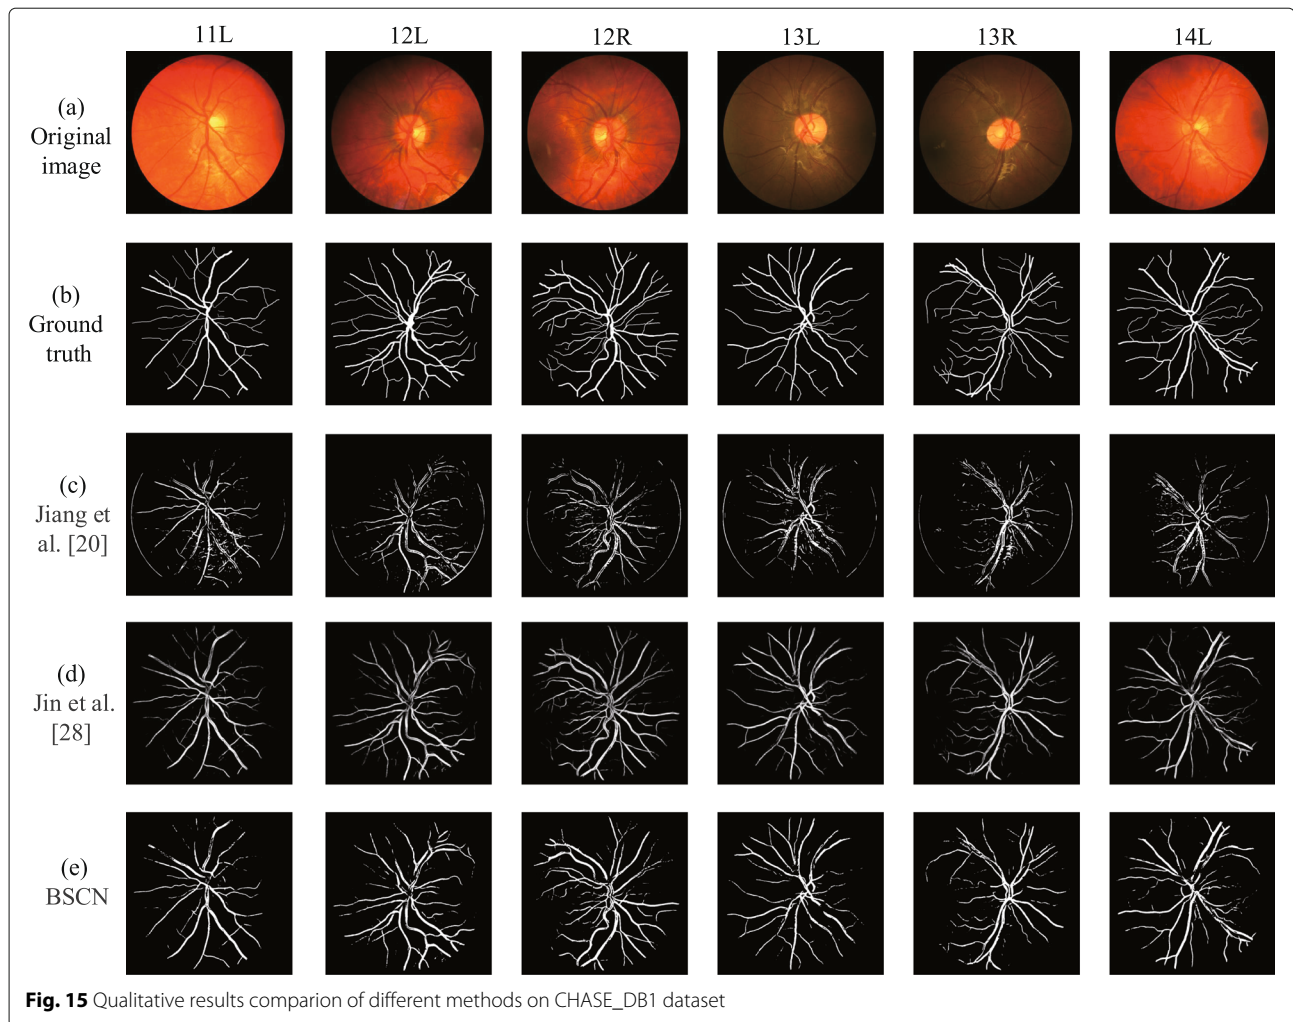 11L 12L 12R 13L 13R 14L
(a)
Original
image
(b)
Ground
truth
(c)
Jiang et
al. [20]
(d)
Jin et al.
[28]
(e)
BSCN
Fig. 15 Qualitative results comparion of different methods on CHASE_DB1 dataset